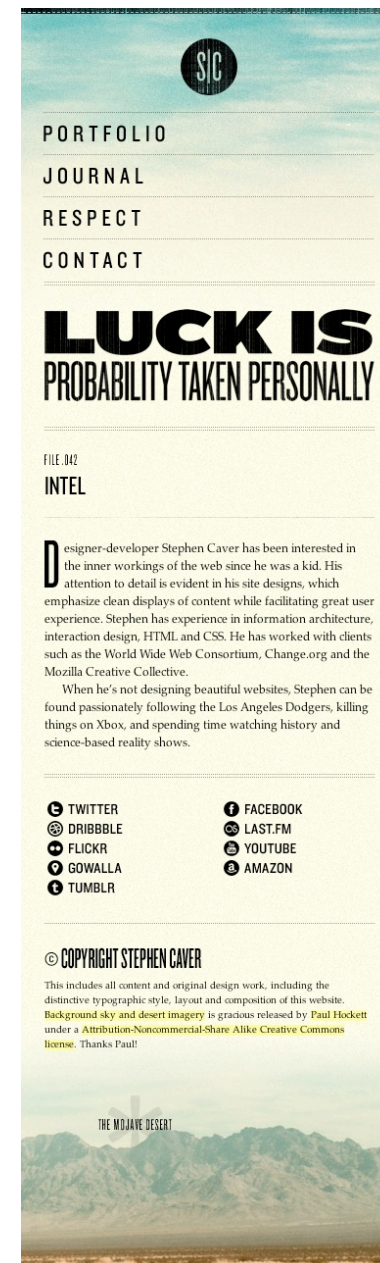 SC
PORTFOLIO
JOURNAL
RESPECT
CONTACT
LUCK IS
PROBABILITY TAKEN PERSONALLY
FILE.042
INTEL
Designer-developer Stephen Caver has been interested in
the inner workings of the web since he was a kid. His
attention to detail is evident in his site designs, which
emphasize clean displays of content while facilitating great user
experience. Stephen has experience in information architecture,
interaction design, HTML and CSS. He has worked with clients
such as the World Wide Web Consortium, Change.org and the
Mozilla Creative Collective.
When he's not designing beautiful websites, Stephen can be
found passionately following the Los Angeles Dodgers, killing
things on Xbox, and spending time watching history and
science-based reality shows.
TWITTER
DRIBBBLE
FLICKR
GOWALLA
TUMBLR
FACEBOOK
LAST.FM
YOUTUBE
AMAZON
© COPYRIGHT STEPHEN CAVER
This includes all content and original design work, including the
distinctive typographic style, layout and composition of this website.
Background sky and desert imagery is gracious released by Paul Hockett
under a Attribution-Noncommercial-Share Alike Creative Commons
license. Thanks Paul!
THE MOJAVE DESERT